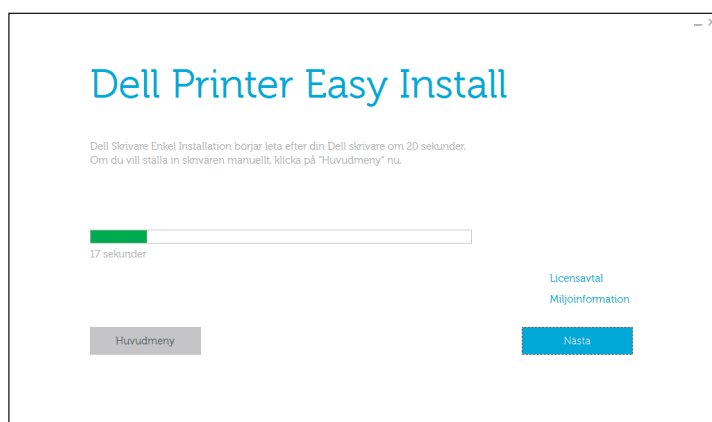 Dell Printer Easy Install
Dell Skrivare Enkel Installation börjar leta efter din Dell skrivare om 20 sekunder.
Om du vill ställa in skrivaren manuellt, klicka på "Huvudmeny" nu.
17 sekunder
Licensavtal
Miljöinformation
Huvudmeny
Nästa